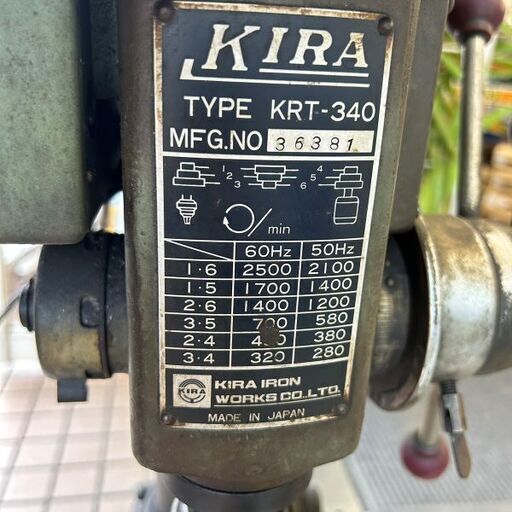 KIRA
TYPE KRT-340
MFG.NO 36381
1 2 3 4 5 6
/min
60Hz 50Hz
1·6 2500 2100
1·5 1700 1400
2·6 1400 1200
3·5 580
2·4 380
3·4 320 280
KIRA KIRA IRON
WORKS CO.,LTD.
MADE IN JAPAN